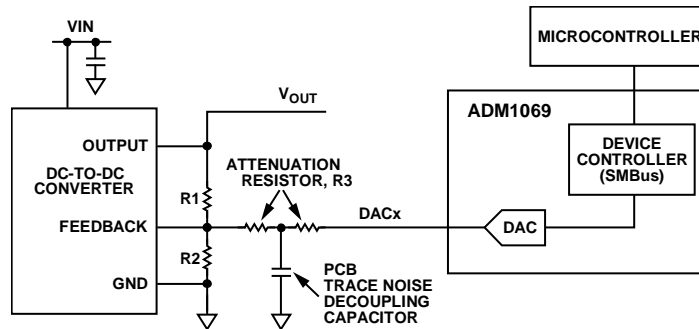 VIN
MICROCONTROLLER
VOUT
ADM1069
OUTPUT
DC-TO-DC
CONVERTER
ATTENUATION
RESISTOR, R3
DEVICE
CONTROLLER
(SMBus)
R1
FEEDBACK
DACx
DAC
R2
GND
PCB
TRACE NOISE
DECOUPLING
CAPACITOR